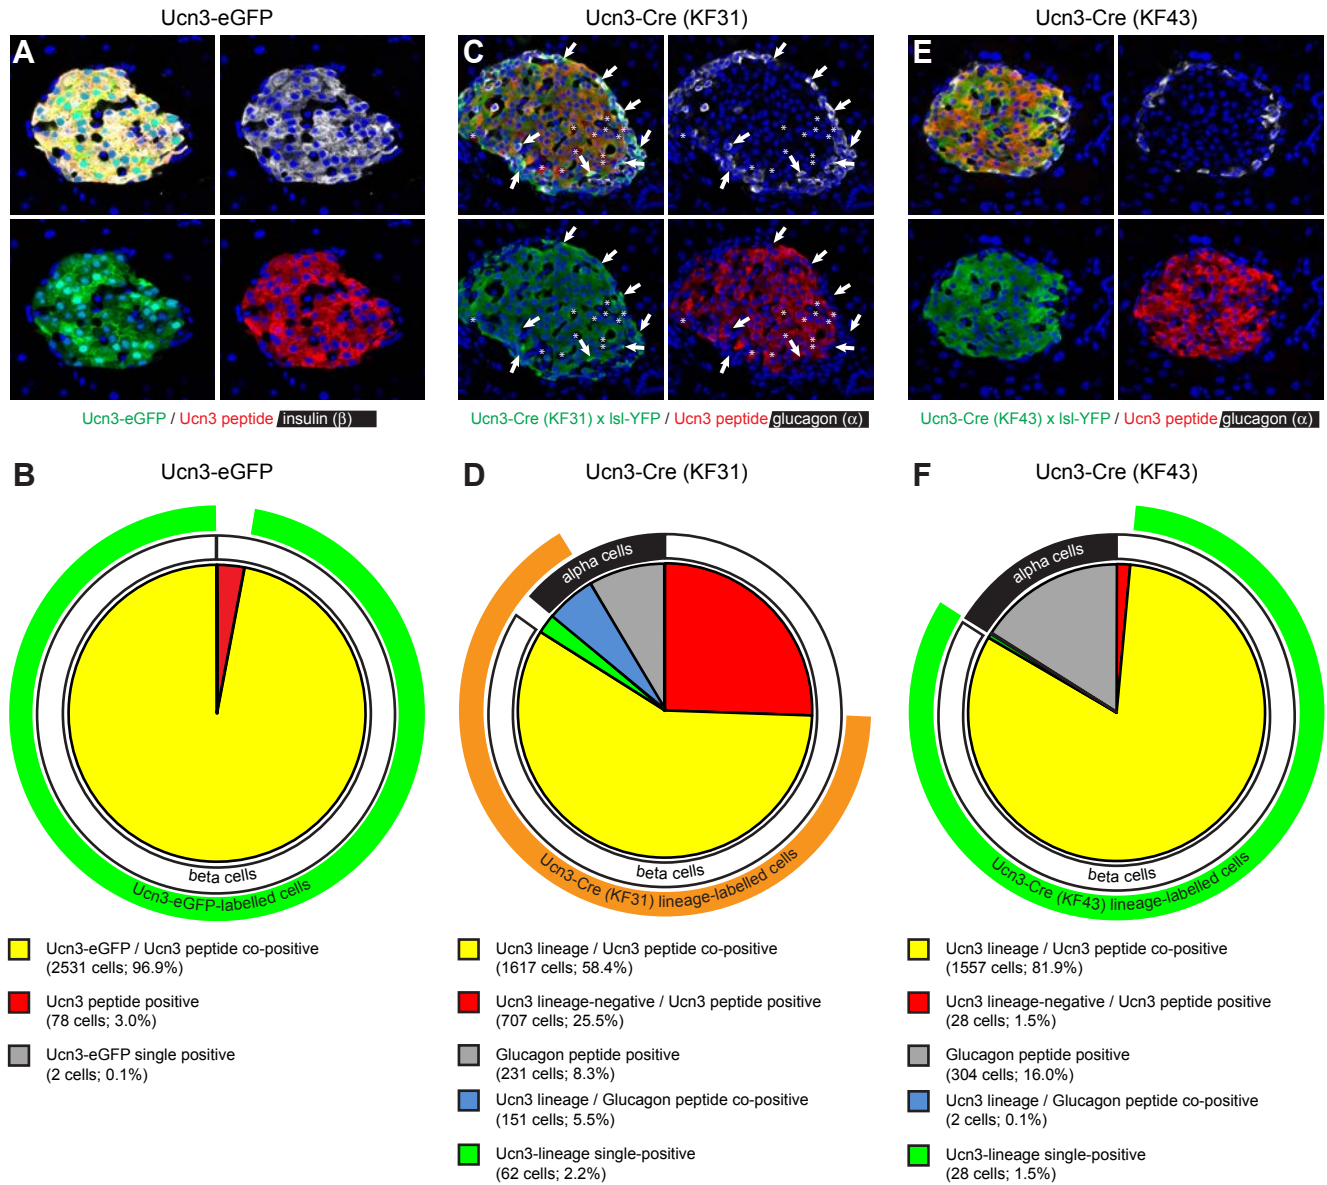 Ucn3-eGFP
Ucn3-Cre (KF31)
Ucn3-Cre (KF43)
A
C
E
Ucn3-eGFP / Ucn3 peptide insulin (β)
Ucn3-Cre (KF31) x lsl-YFP / Ucn3 peptide glucagon (α)
Ucn3-Cre (KF43) x lsl-YFP / Ucn3 peptide glucagon (α)
B
Ucn3-eGFP
beta cells
Ucn3-eGFP-labelled cells
Ucn3-eGFP / Ucn3 peptide co-positive
(2531 cells; 96.9%)
Ucn3 peptide positive
(78 cells; 3.0%)
Ucn3-eGFP single positive
(2 cells; 0.1%)
D
Ucn3-Cre (KF31)
alpha cells
beta cells
Ucn3-Cre (KF31) lineage-labelled cells
Ucn3 lineage / Ucn3 peptide co-positive
(1617 cells; 58.4%)
Ucn3 lineage-negative / Ucn3 peptide positive
(707 cells; 25.5%)
Glucagon peptide positive
(231 cells; 8.3%)
Ucn3 lineage / Glucagon peptide co-positive
(151 cells; 5.5%)
Ucn3-lineage single-positive
(62 cells; 2.2%)
F
Ucn3-Cre (KF43)
alpha cells
beta cells
Ucn3-Cre (KF43) lineage-labelled cells
Ucn3 lineage / Ucn3 peptide co-positive
(1557 cells; 81.9%)
Ucn3 lineage-negative / Ucn3 peptide positive
(28 cells; 1.5%)
Glucagon peptide positive
(304 cells; 16.0%)
Ucn3 lineage / Glucagon peptide co-positive
(2 cells; 0.1%)
Ucn3-lineage single-positive
(28 cells; 1.5%)